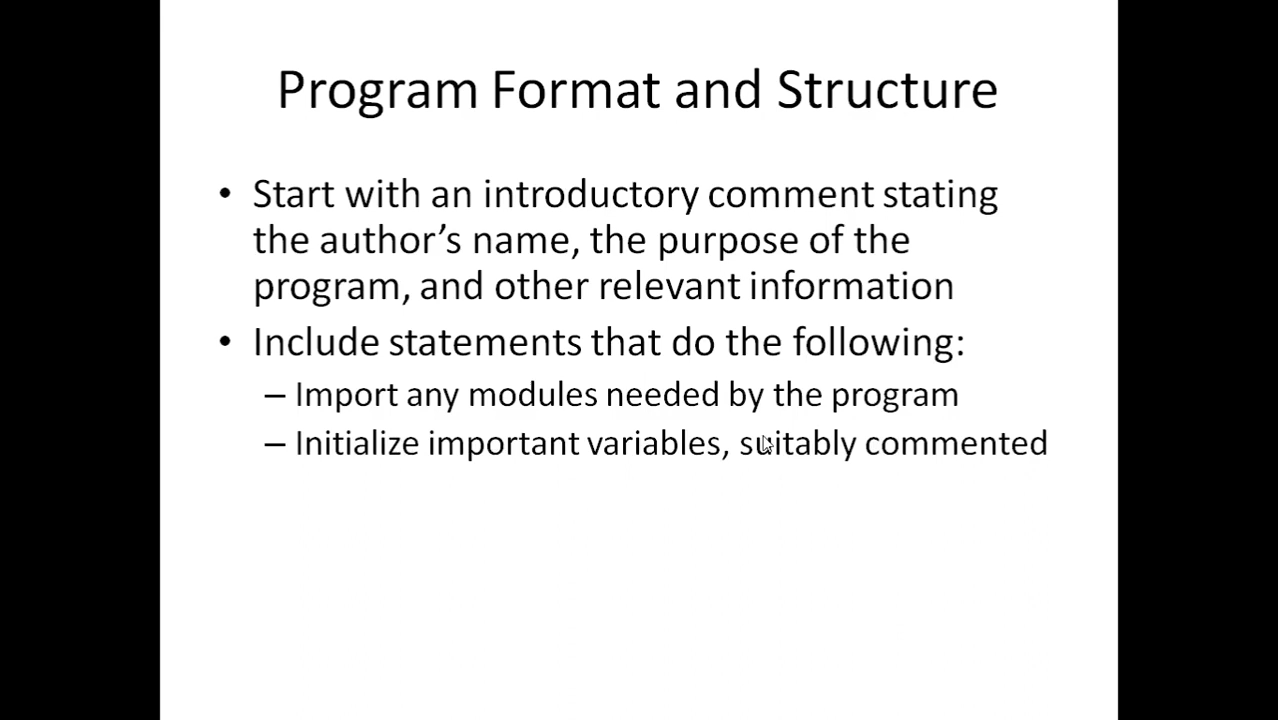 Program Format and Structure
• Start with an introductory comment stating
the author’s name, the purpose of the
program, and other relevant information
• Include statements that do the following:
– Import any modules needed by the program
– Initialize important variables, suitably commented